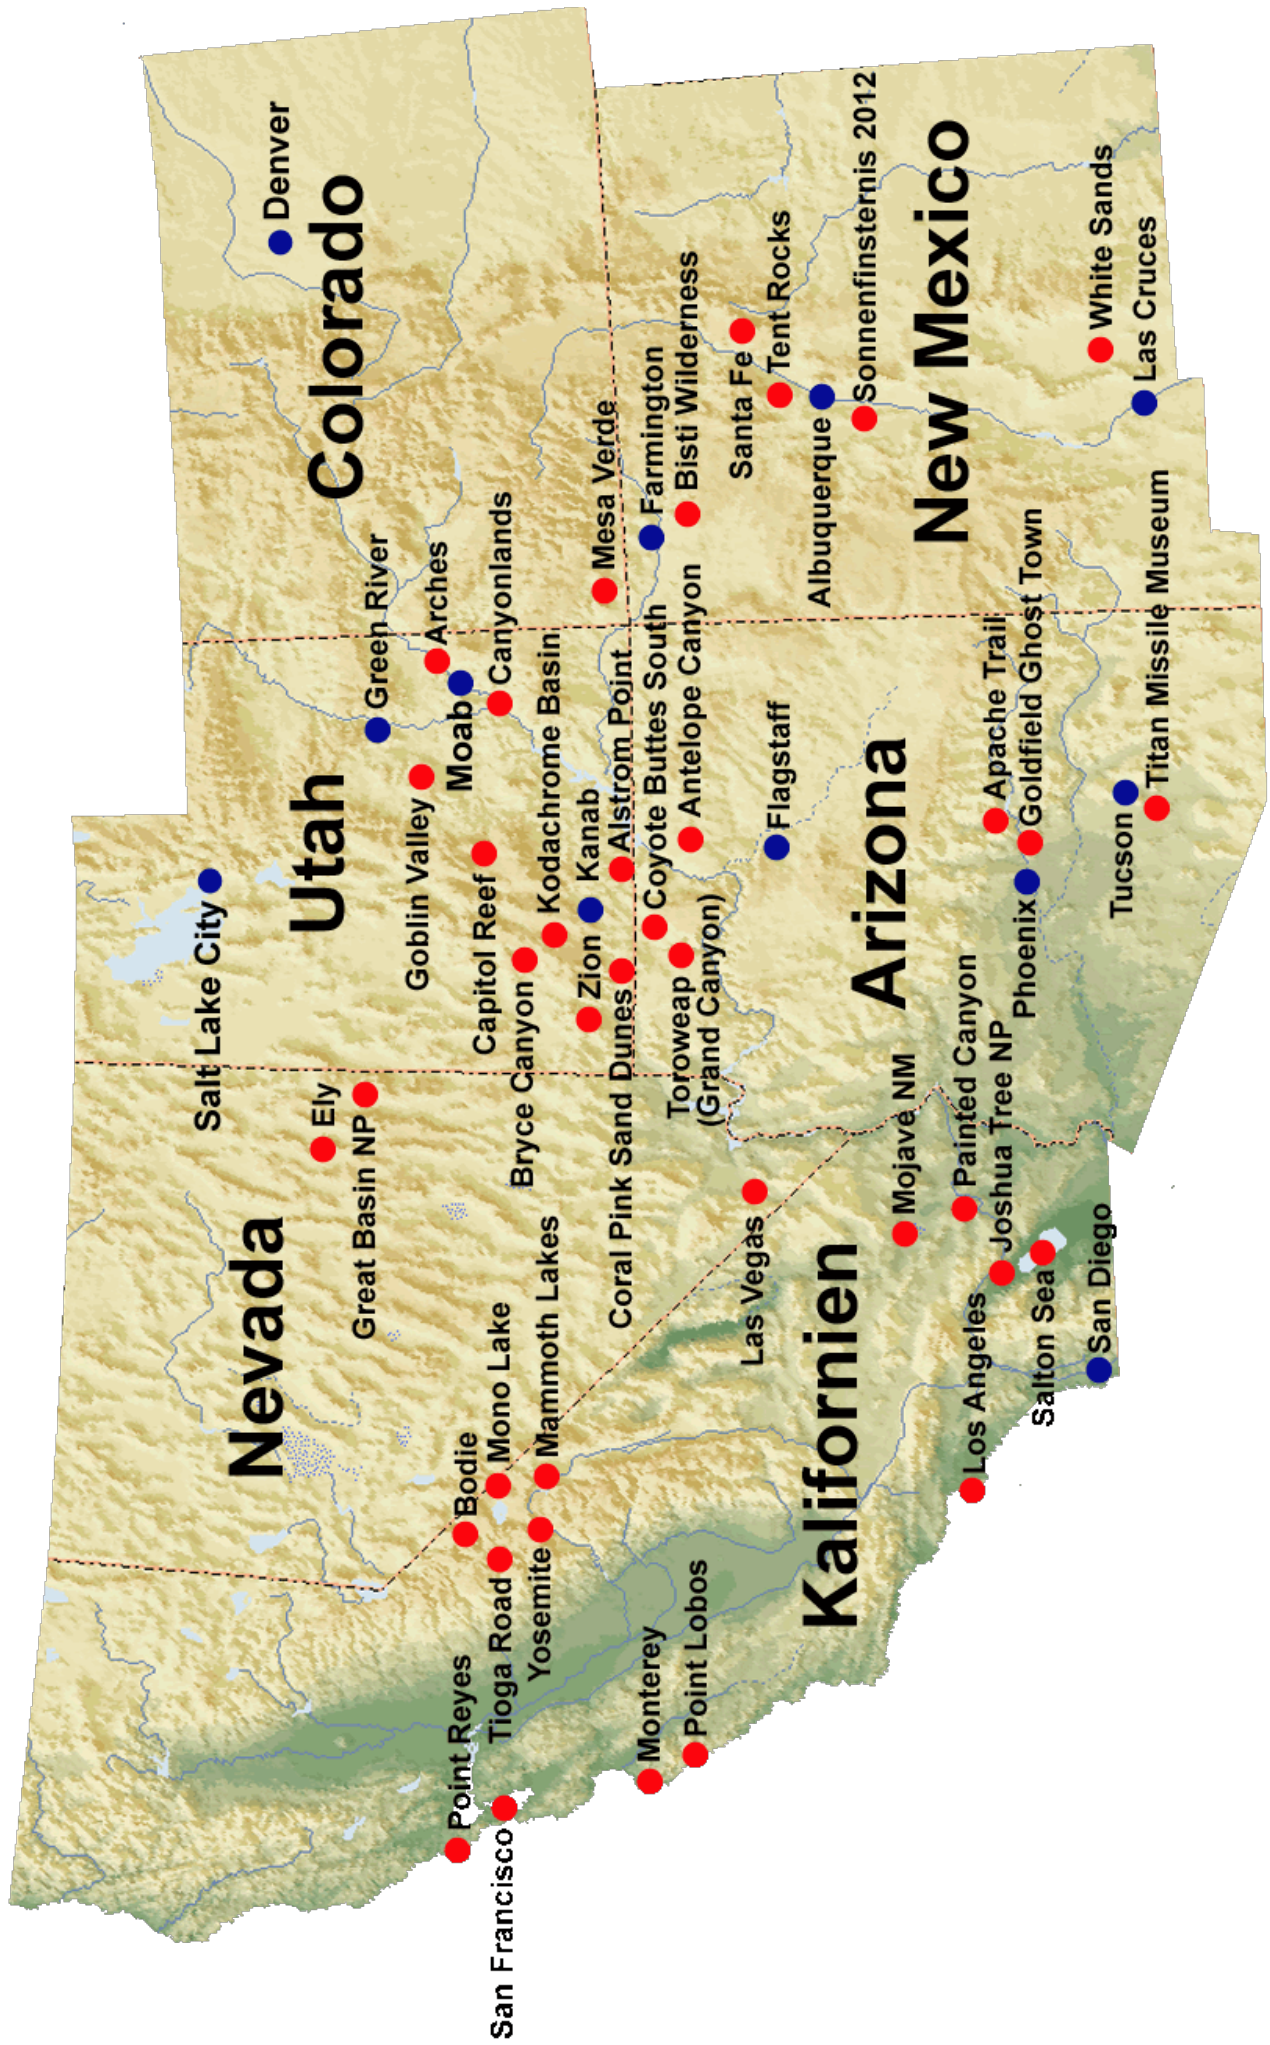 Nevada
Utah
Colorado
Kalifornien
Arizona
New Mexico
Salt Lake City
Denver
Ely
Great Basin NP
Green River
Goblin Valley
Arches
Moab
Capitol Reef
Canyonlands
Bryce Canyon
Kodachrome Basin
Zion
Kanab
Coral Pink Sand Dunes
Alstrom Point
Mesa Verde
Point Reyes
San Francisco
Bodie
Tioga Road
Mono Lake
Yosemite
Mammoth Lakes
Monterey
Point Lobos
Las Vegas
Mojave NM
Painted Canyon
Joshua Tree NP
Los Angeles
Salton Sea
San Diego
Coyote Buttes South
Toroweap
(Grand Canyon)
Antelope Canyon
Flagstaff
Apache Trail
Goldfield Ghost Town
Phoenix
Tucson
Titan Missile Museum
Farmington
Bisti Wilderness
Santa Fe
Tent Rocks
Albuquerque
Sonnenfinsternis 2012
White Sands
Las Cruces